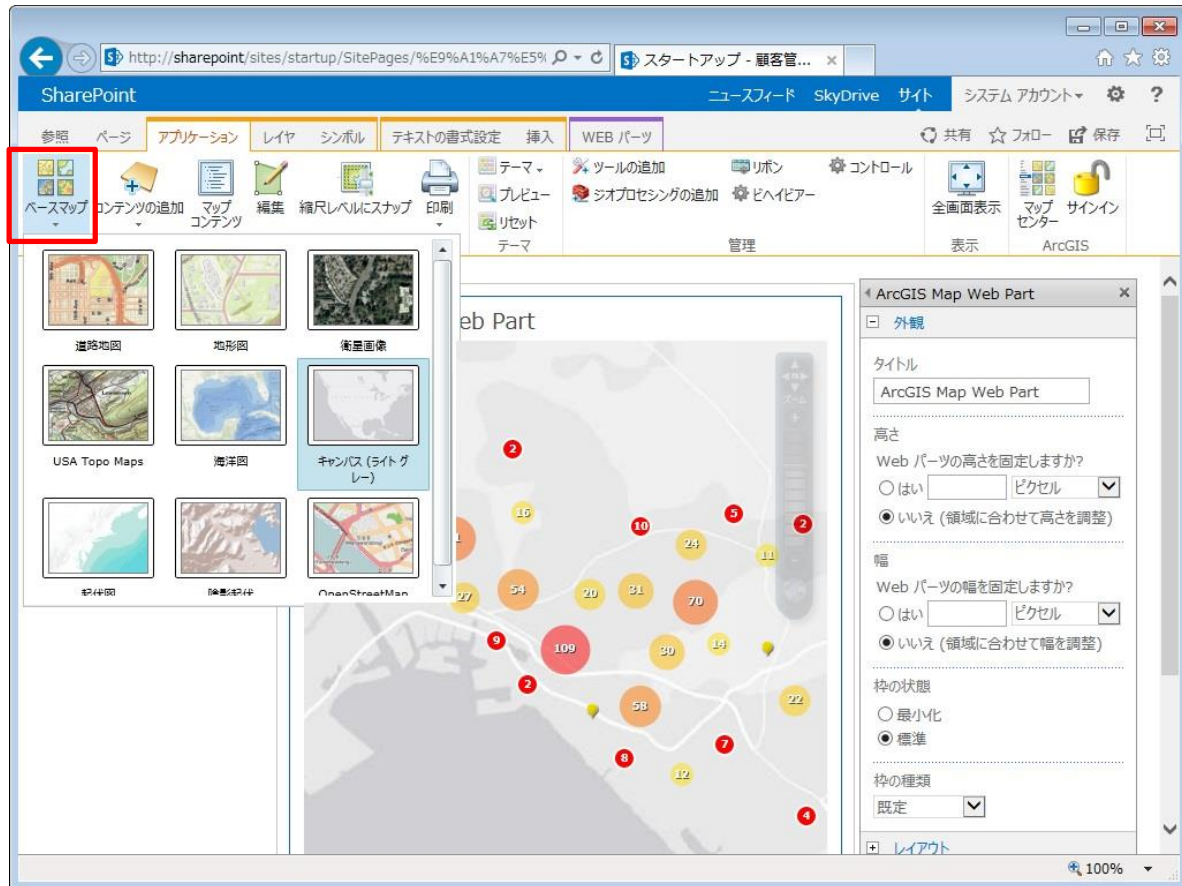 http://sharepoint/sites/startup/SitePages/%E9%A1%A7%E5%
スタートアップ - 顧客管...
SharePoint
ニュースフィード SkyDrive サイト システム アカウント ?
参照 ページ アプリケーション レイヤ シンボル テキストの書式設定 挿入 WEB パーツ 共有 フォロー 保存
ベースマップ
コンテンツの追加
マップ
コンテンツ
編集
縮尺レベルにスナップ
印刷
テーマ
プレビュー
リセット
テーマ
ツールの追加 リボン コントロール
ジオプロセシングの追加 ビヘイビアー
管理
全画面表示
表示
マップ
センター
サインイン
ArcGIS
道路地図 地形図 衛星画像
USA Topo Maps 海洋図 キャンバス (ライト グ
レー)
起伏図 陰影起伏 OpenStreetMap
eb Part
ズーム
2
16
10
5
2
1
24
11
27
54
20
31
70
9
109
30
14
2
58
22
8
7
12
4
ArcGIS Map Web Part
外観
タイトル
ArcGIS Map Web Part
高さ
Web パーツの高さを固定しますか?
はい ピクセル
いいえ (領域に合わせて高さを調整)
幅
Web パーツの幅を固定しますか?
はい ピクセル
いいえ (領域に合わせて幅を調整)
枠の状態
最小化
標準
枠の種類
既定
レイアウト
100%